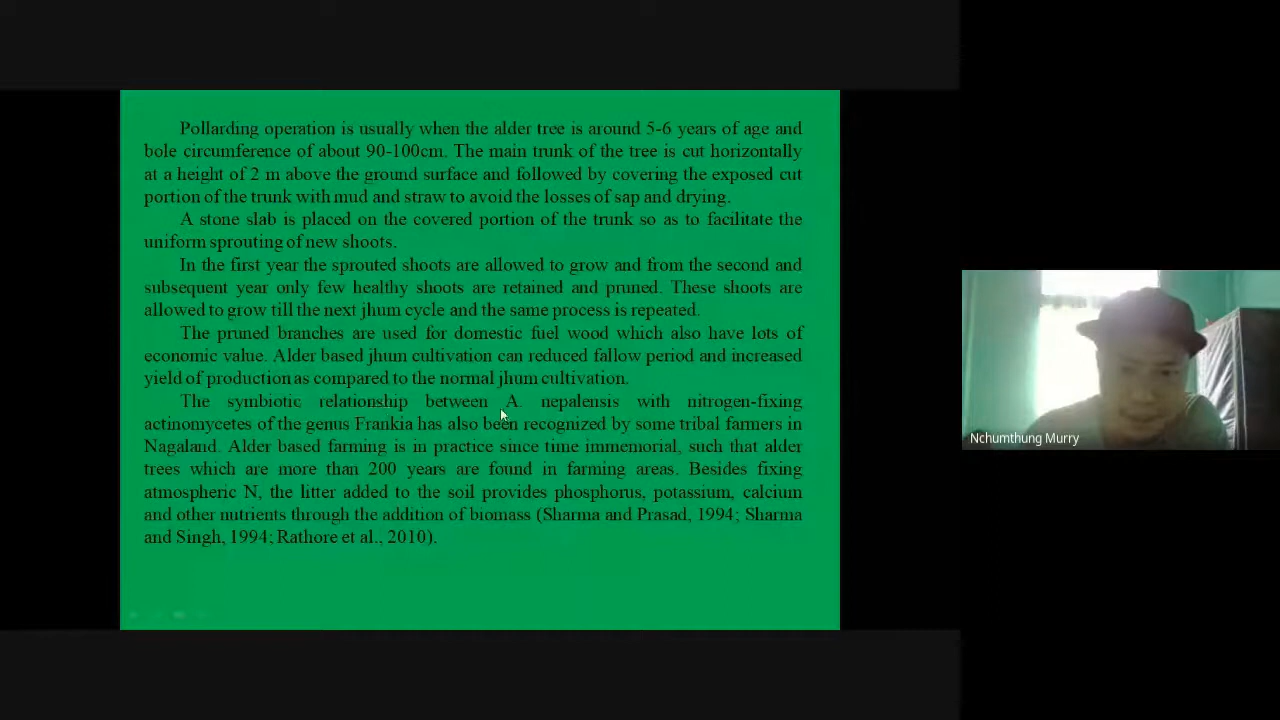 Pollarding operation is usually when the alder tree is around 5-6 years of age and
bole circumference of about 90-100cm. The main trunk of the tree is cut horizontally
at a height of 2 m above the ground surface and followed by covering the exposed cut
portion of the trunk with mud and straw to avoid the losses of sap and drying.
A stone slab is placed on the covered portion of the trunk so as to facilitate the
uniform sprouting of new shoots.
In the first year the sprouted shoots are allowed to grow and from the second and
subsequent year only few healthy shoots are retained and pruned. These shoots are
allowed to grow till the next jhum cycle and the same process is repeated.
The pruned branches are used for domestic fuel wood which also have lots of
economic value. Alder based jhum cultivation can reduced fallow period and increased
yield of production as compared to the normal jhum cultivation.
The symbiotic relationship between A. nepalensis with nitrogen-fixing
actinomycetes of the genus Frankia has also been recognized by some tribal farmers in
Nagaland. Alder based farming is in practice since time immemorial, such that alder
trees which are more than 200 years are found in farming areas. Besides fixing
atmospheric N, the litter added to the soil provides phosphorus, potassium, calcium
and other nutrients through the addition of biomass (Sharma and Prasad, 1994; Sharma
and Singh, 1994; Rathore et al., 2010).
Nchumthung Murry